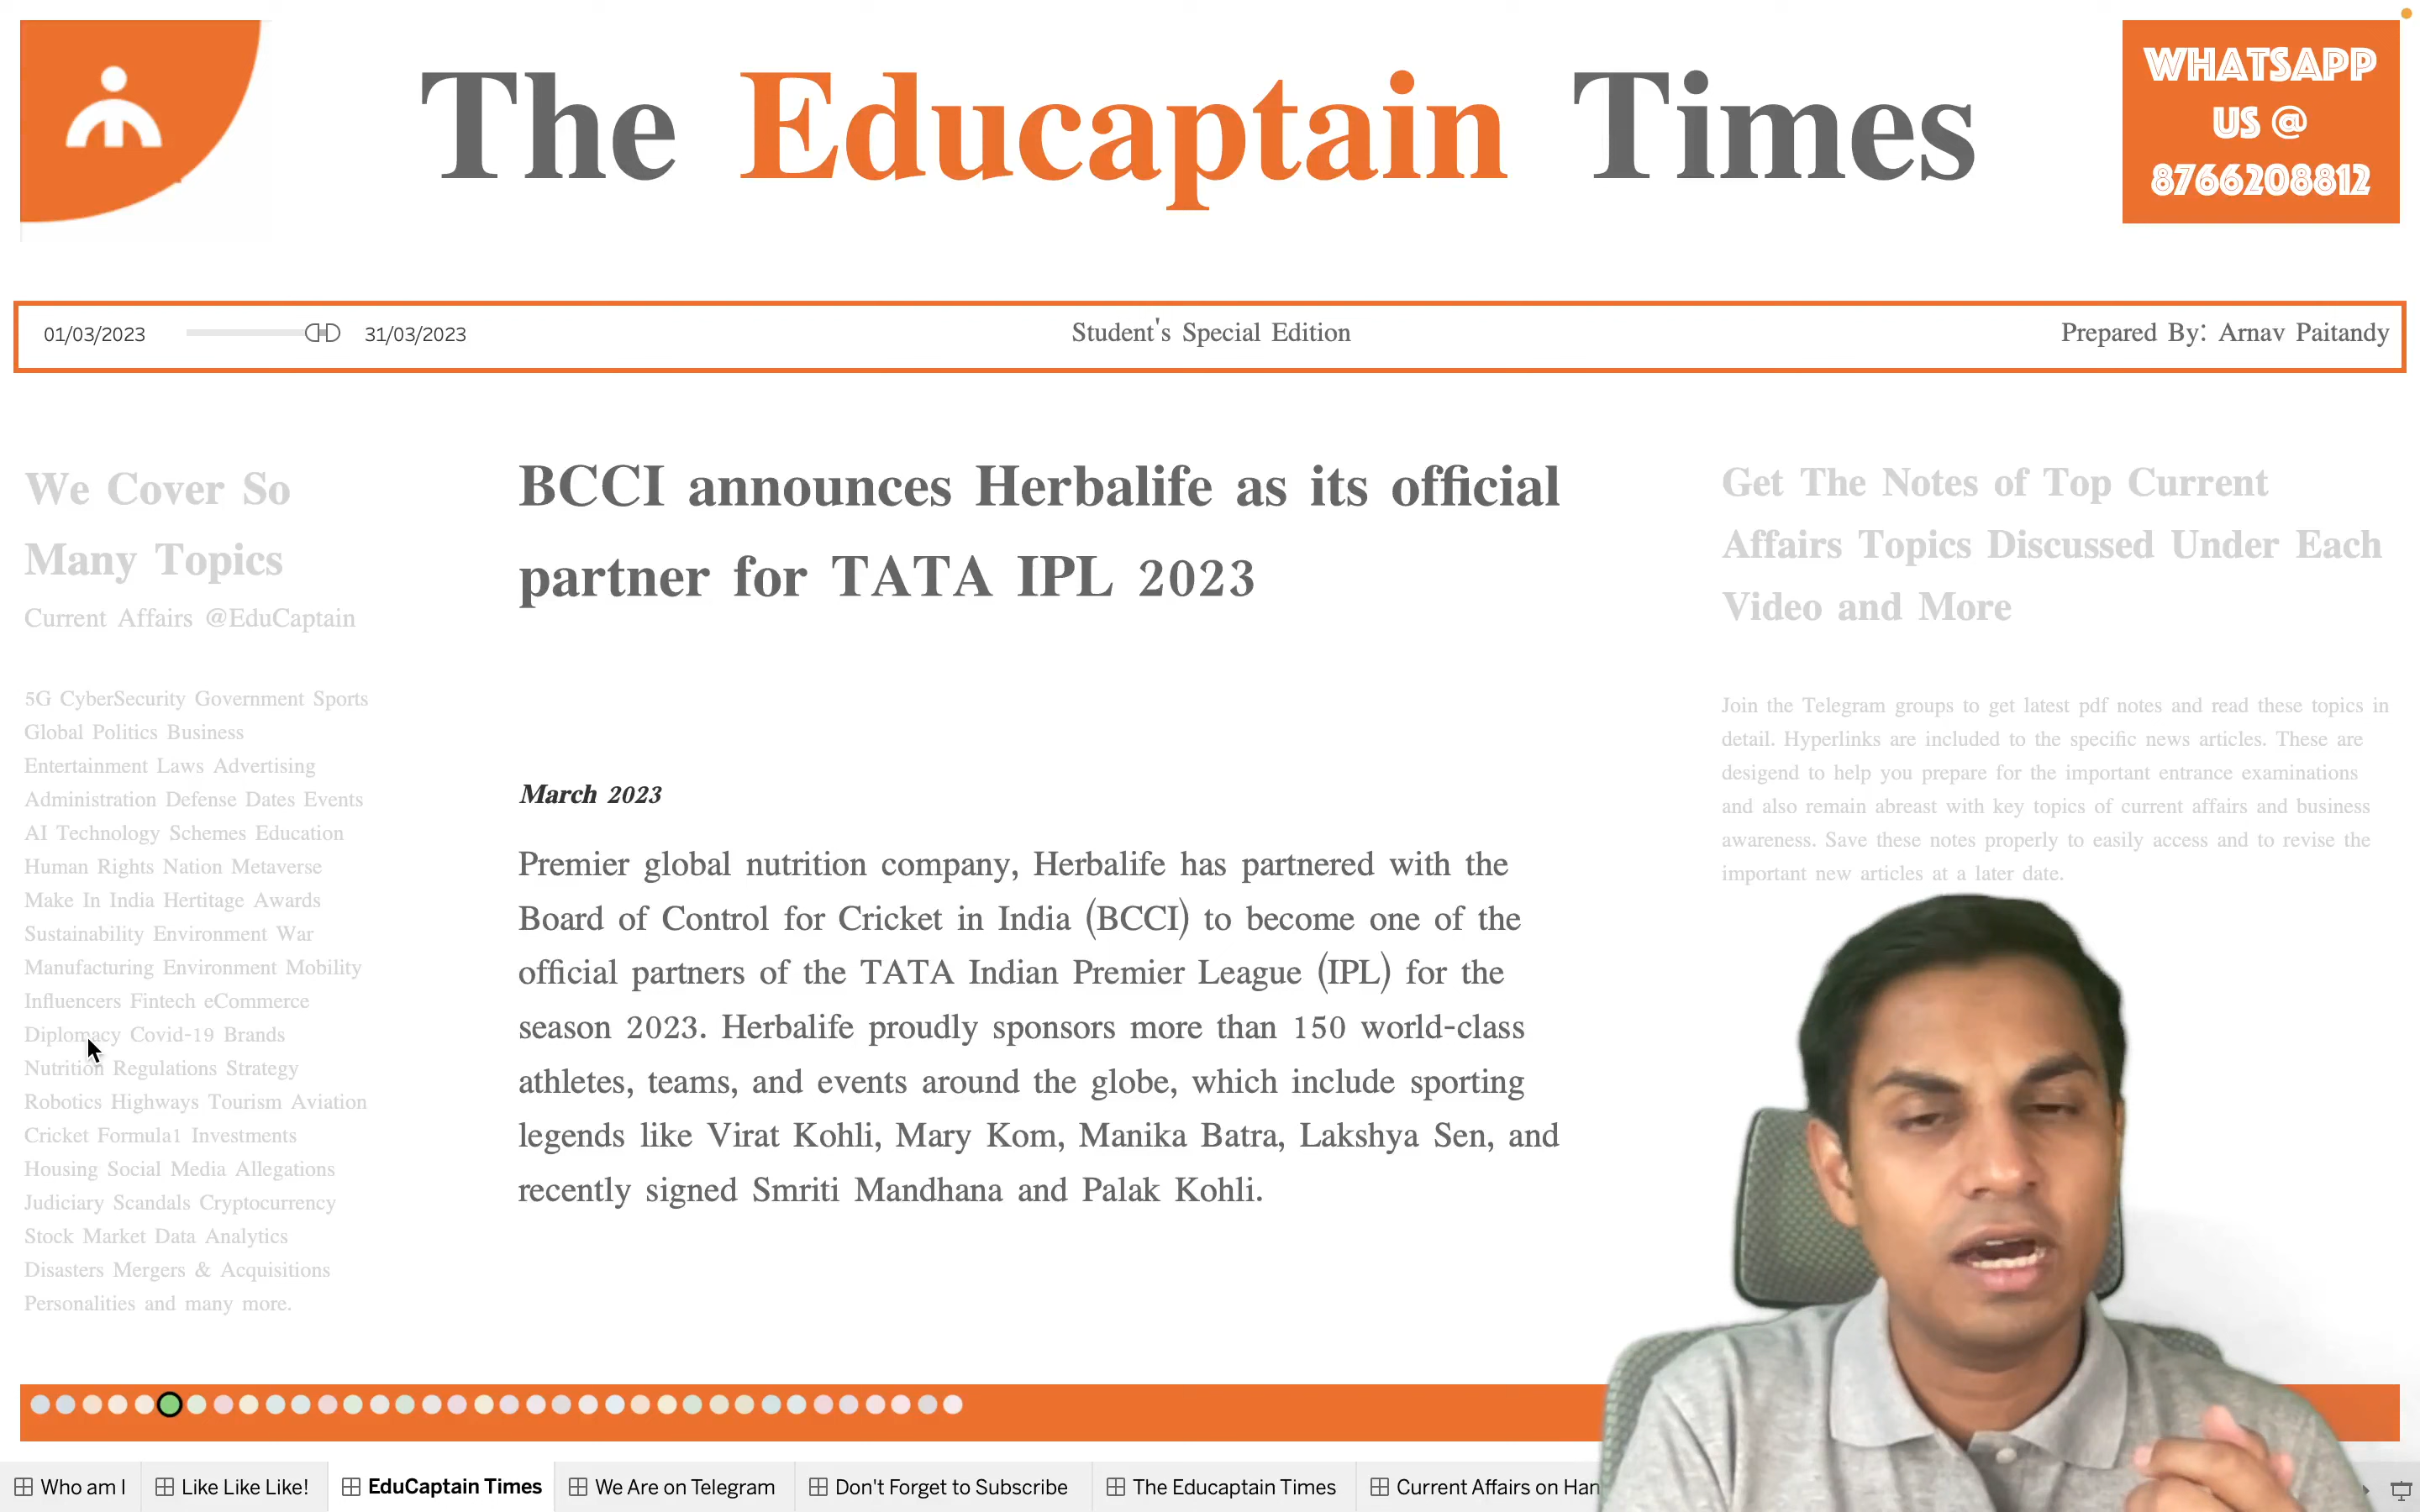 The Educaptain Times
WHATSAPP
US @
8766208812
01/03/2023
31/03/2023
Student's Special Edition
Prepared By: Arnav Paitandy
We Cover So
Many Topics
Current Affairs @EduCaptain
5G CyberSecurity Government Sports
Global Politics Business
Entertainment Laws Advertising
Administration Defense Dates Events
AI Technology Schemes Education
Human Rights Nation Metaverse
Make In India Hertitage Awards
Sustainability Environment War
Manufacturing Environment Mobility
Influencers Fintech eCommerce
Diplomacy Covid-19 Brands
Nutrition Regulations Strategy
Robotics Highways Tourism Aviation
Cricket Formula1 Investments
Housing Social Media Allegations
Judiciary Scandals Cryptocurrency
Stock Market Data Analytics
Disasters Mergers & Acquisitions
Personalities and many more.
BCCI announces Herbalife as its official
partner for TATA IPL 2023
March 2023
Premier global nutrition company, Herbalife has partnered with the
Board of Control for Cricket in India (BCCI) to become one of the
official partners of the TATA Indian Premier League (IPL) for the
season 2023. Herbalife proudly sponsors more than 150 world-class
athletes, teams, and events around the globe, which include sporting
legends like Virat Kohli, Mary Kom, Manika Batra, Lakshya Sen, and
recently signed Smriti Mandhana and Palak Kohli.
Get The Notes of Top Current
Affairs Topics Discussed Under Each
Video and More
Join the Telegram groups to get latest pdf notes and read these topics in
detail. Hyperlinks are included to the specific news articles. These are
desigend to help you prepare for the important entrance examinations
and also remain abreast with key topics of current affairs and business
awareness. Save these notes properly to easily access and to revise the
important new articles at a later date.
Who am I
Like Like Like!
EduCaptain Times
We Are on Telegram
Don't Forget to Subscribe
The Educaptain Times
Current Affairs on Han